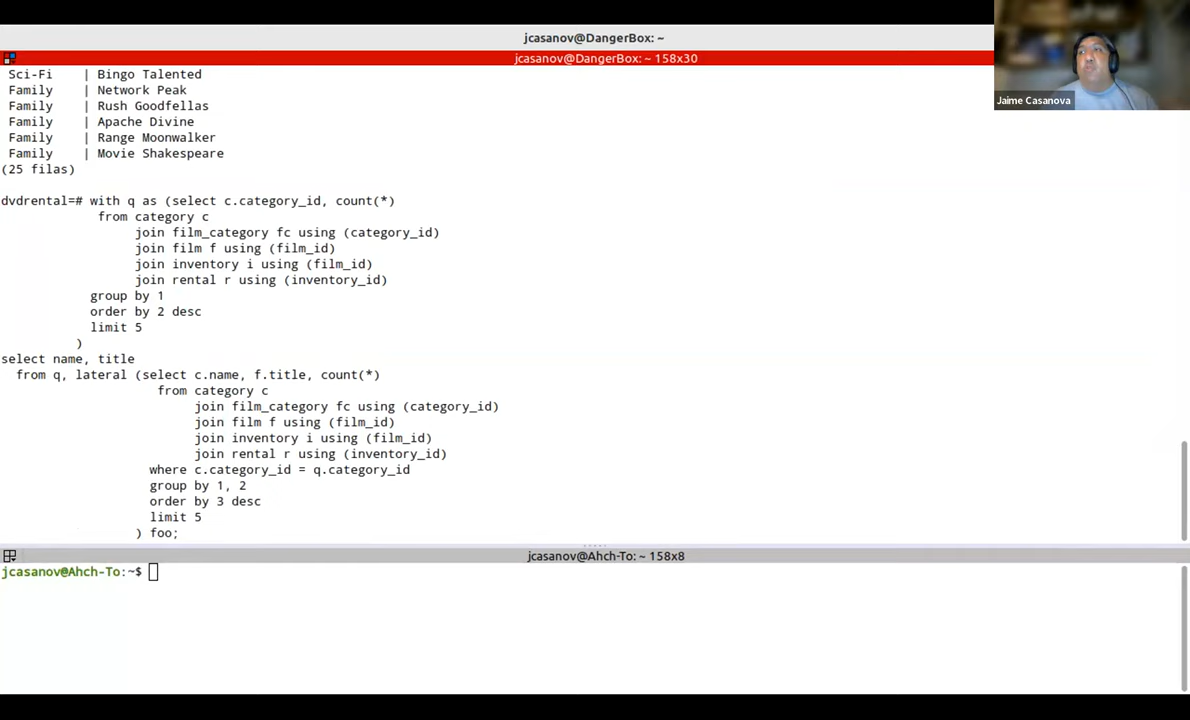 jcasanov@DangerBox: ~
jcasanov@DangerBox: ~ 158x30
Jaime Casanova
Sci-Fi | Bingo Talented
Family | Network Peak
Family | Rush Goodfellas
Family | Apache Divine
Family | Range Moonwalker
Family | Movie Shakespeare
(25 filas)
dvdrental=# with q as (select c.category_id, count(*)
from category c
join film_category fc using (category_id)
join film f using (film_id)
join inventory i using (film_id)
join rental r using (inventory_id)
group by 1
order by 2 desc
limit 5
)
select name, title
from q, lateral (select c.name, f.title, count(*)
from category c
join film_category fc using (category_id)
join film f using (film_id)
join inventory i using (film_id)
join rental r using (inventory_id)
where c.category_id = q.category_id
group by 1, 2
order by 3 desc
limit 5
) foo;
jcasanov@Ahch-To: ~ 158x8
jcasanov@Ahch-To:~$